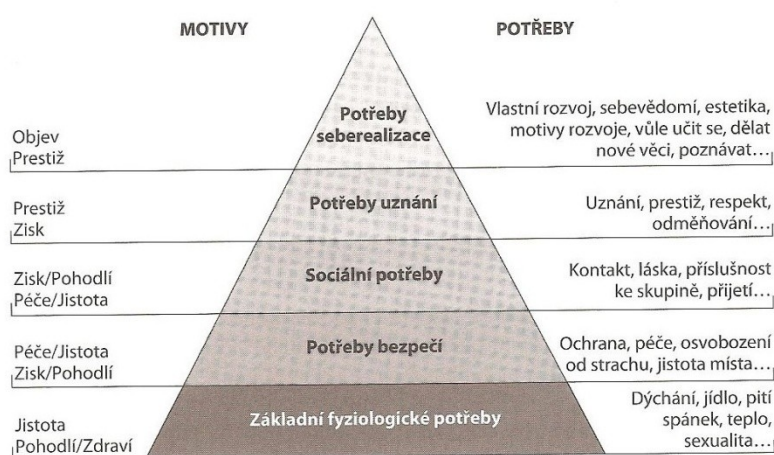 MOTIVY
POTŘEBY
Objev
Prestiž
Potřeby
seberealizace
Vlastní rozvoj, sebevědomí, estetika,
motivy rozvoje, vůle učit se, dělat
nové věci, poznávat…
Prestiž
Zisk
Potřeby uznání
Uznání, prestiž, respekt,
odměňování…
Zisk/Pohodlí
Péče/Jistota
Sociální potřeby
Kontakt, láska, příslušnost
ke skupině, přijetí…
Péče/Jistota
Zisk/Pohodlí
Potřeby bezpečí
Ochrana, péče, osvobození
od strachu, jistota místa…
Jistota
Pohodlí/Zdraví
Základní fyziologické potřeby
Dýchání, jídlo, pití
spánek, teplo,
sexualita…